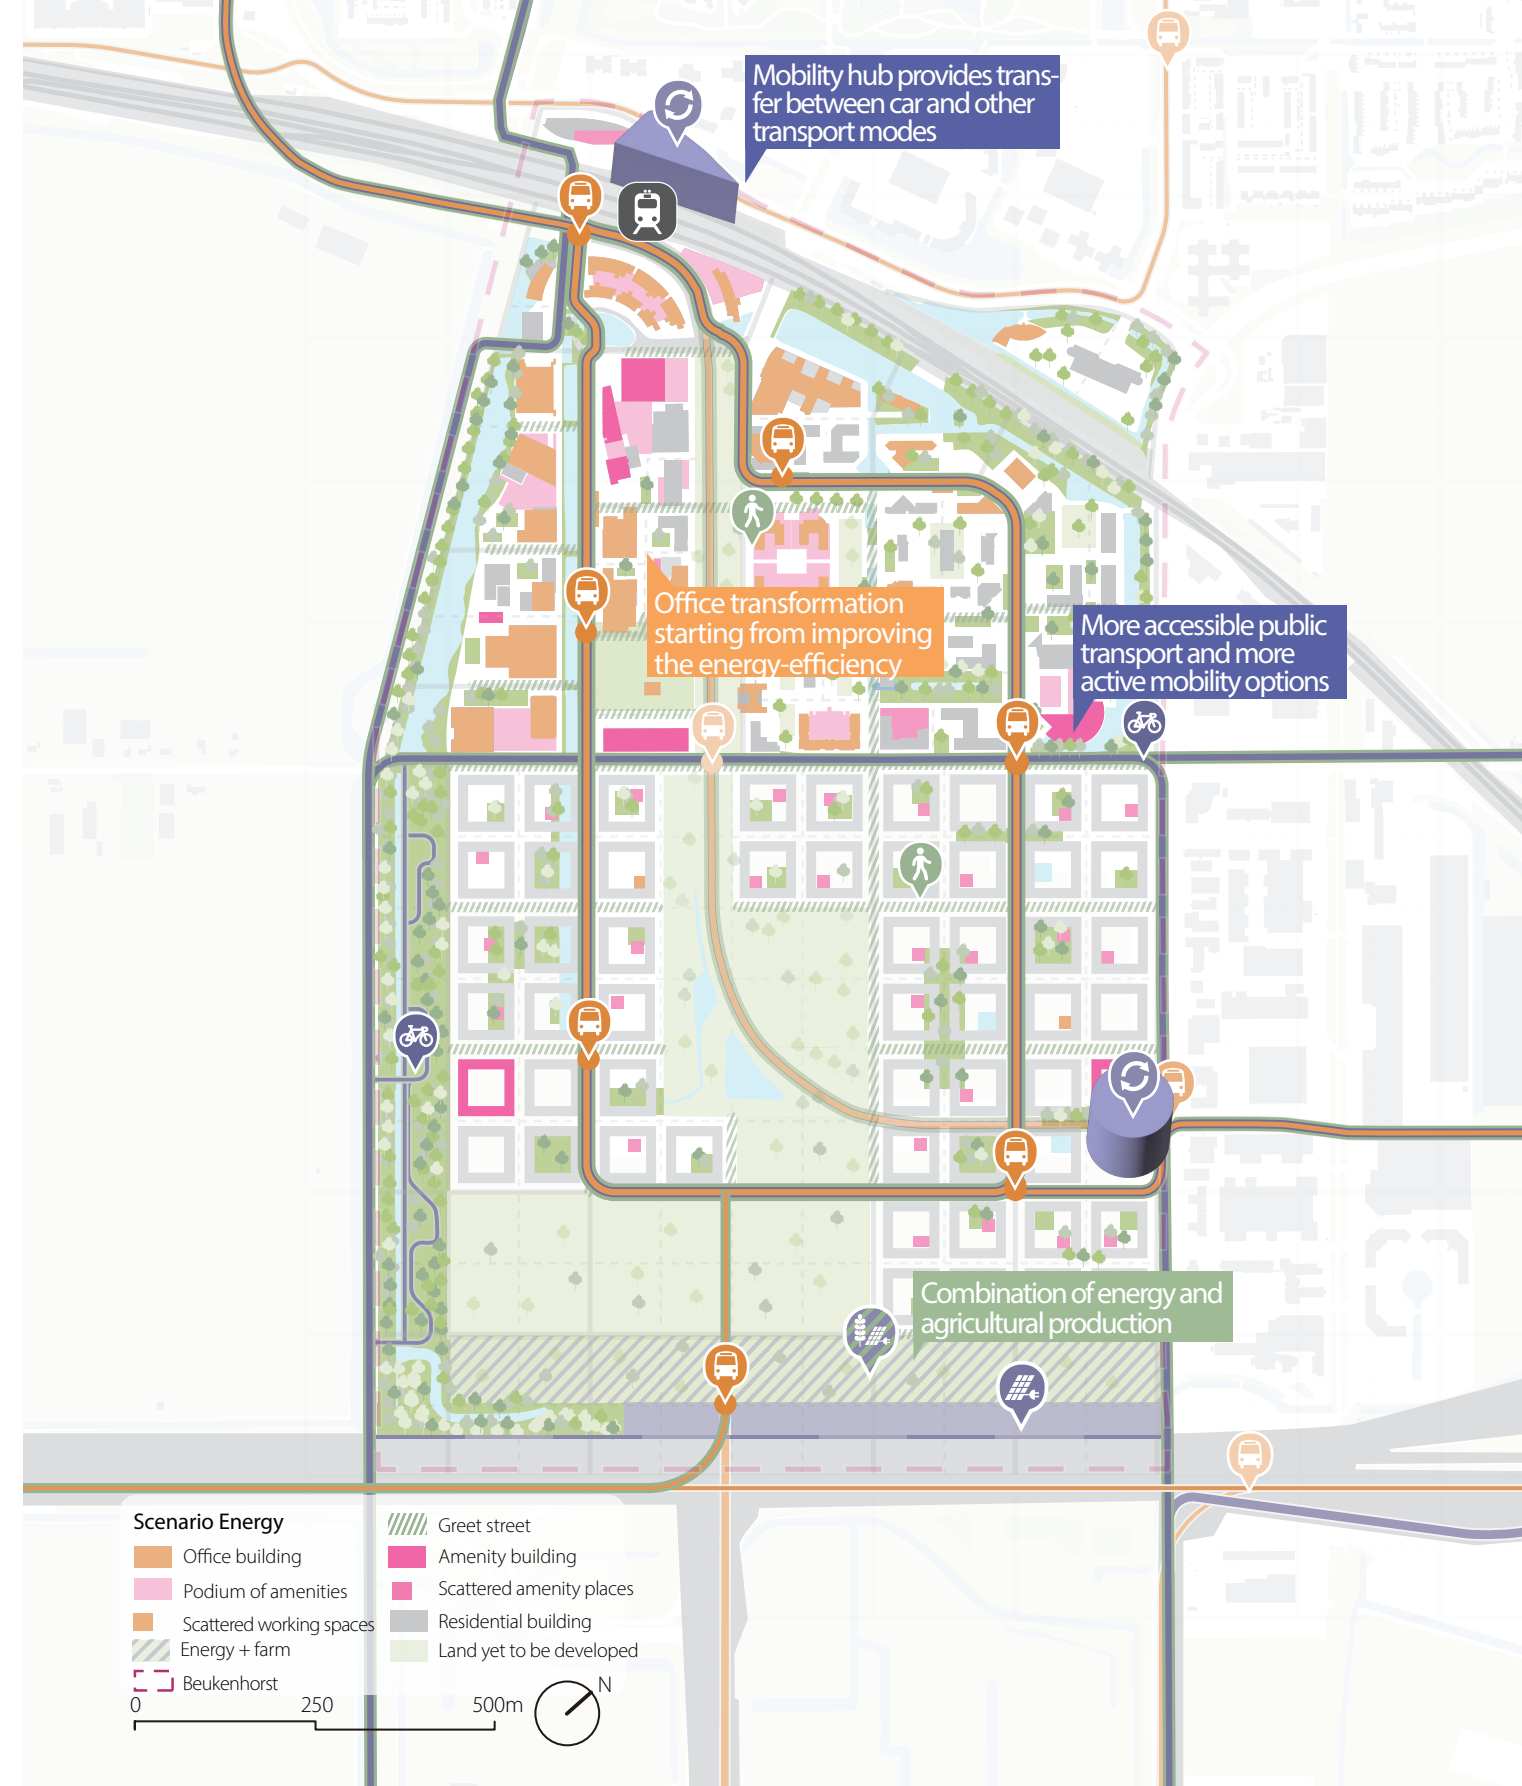 Mobility hub provides trans-
fer between car and other
transport modes
Office transformation
starting from improving
the energy-efficiency
More accessible public
transport and more
active mobility options
Combination of energy and
agricultural production
Scenario Energy
Office building
Podium of amenities
Scattered working spaces
Energy + farm
Beukenhorst
Greet street
Amenity building
Scattered amenity places
Residential building
Land yet to be developed
0 250 500m
N